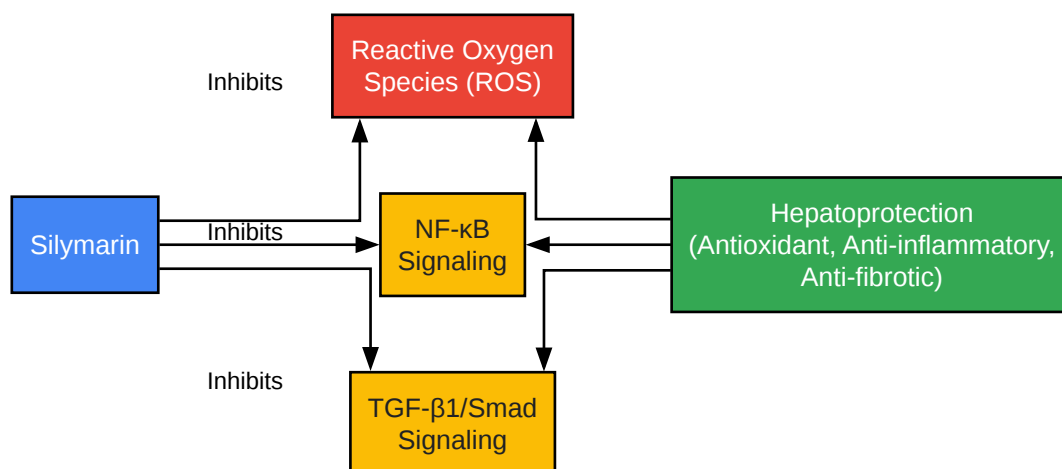 Reactive Oxygen
Species (ROS)
Inhibits
Silymarin
Inhibits
NF-κB
Signaling
Hepatoprotection
(Antioxidant, Anti-inflammatory,
Anti-fibrotic)
Inhibits
TGF-β1/Smad
Signaling